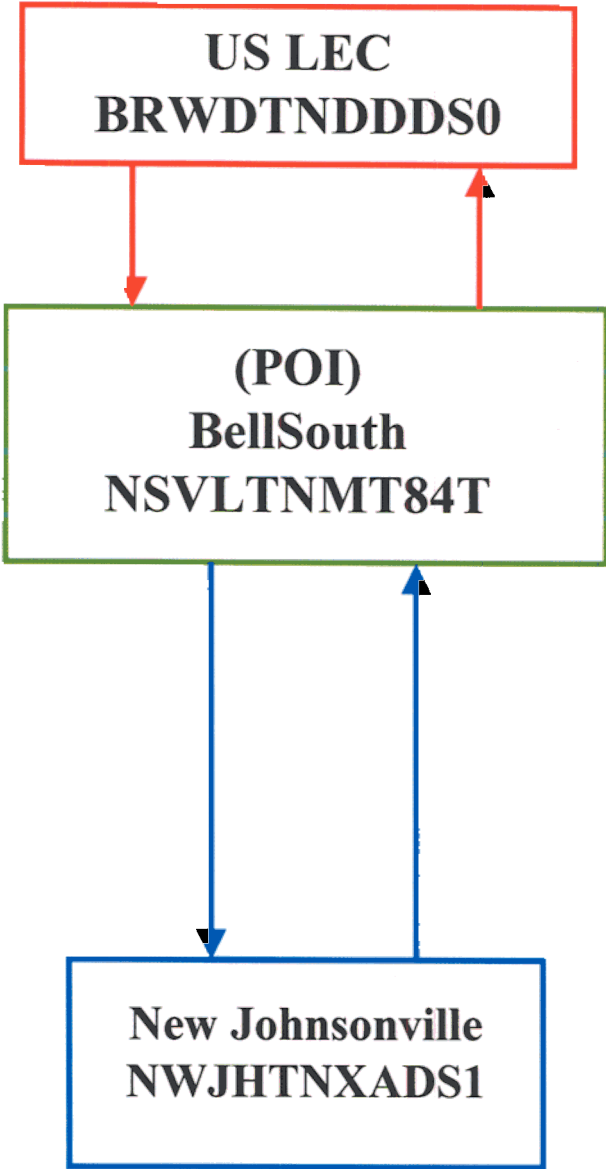 US LEC
BRWDTNDDDS0
(POI)
BellSouth
NSVLTNMT84T
New Johnsonville
NWJHTNXADS1